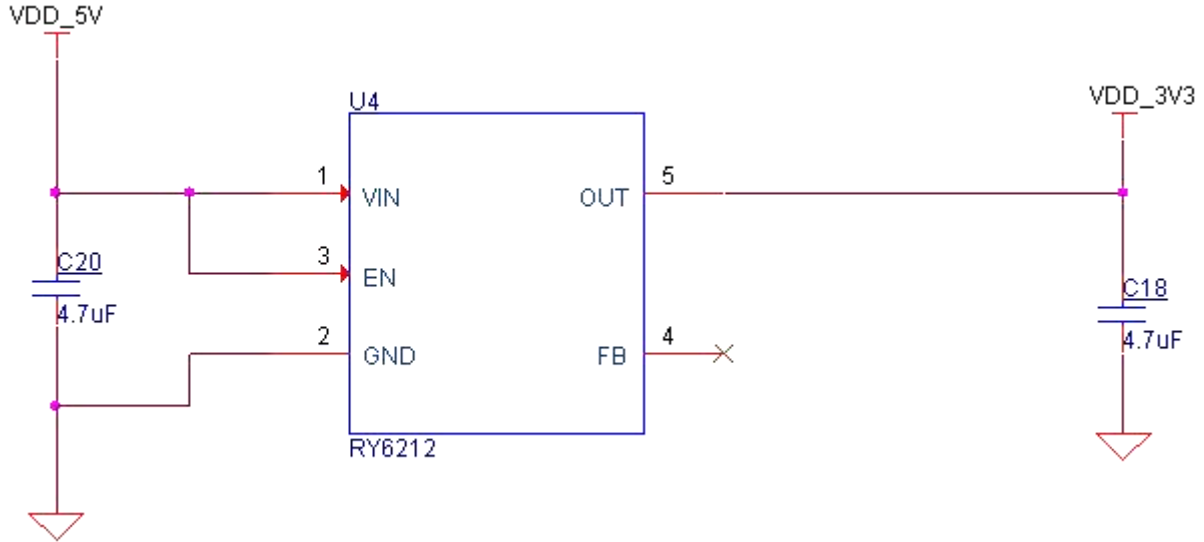 VDD_5V
U4
VDD_3V3
1
VIN
OUT
5
3
EN
C20
4.7uF
C18
4.7uF
2
GND
FB
4
RY6212